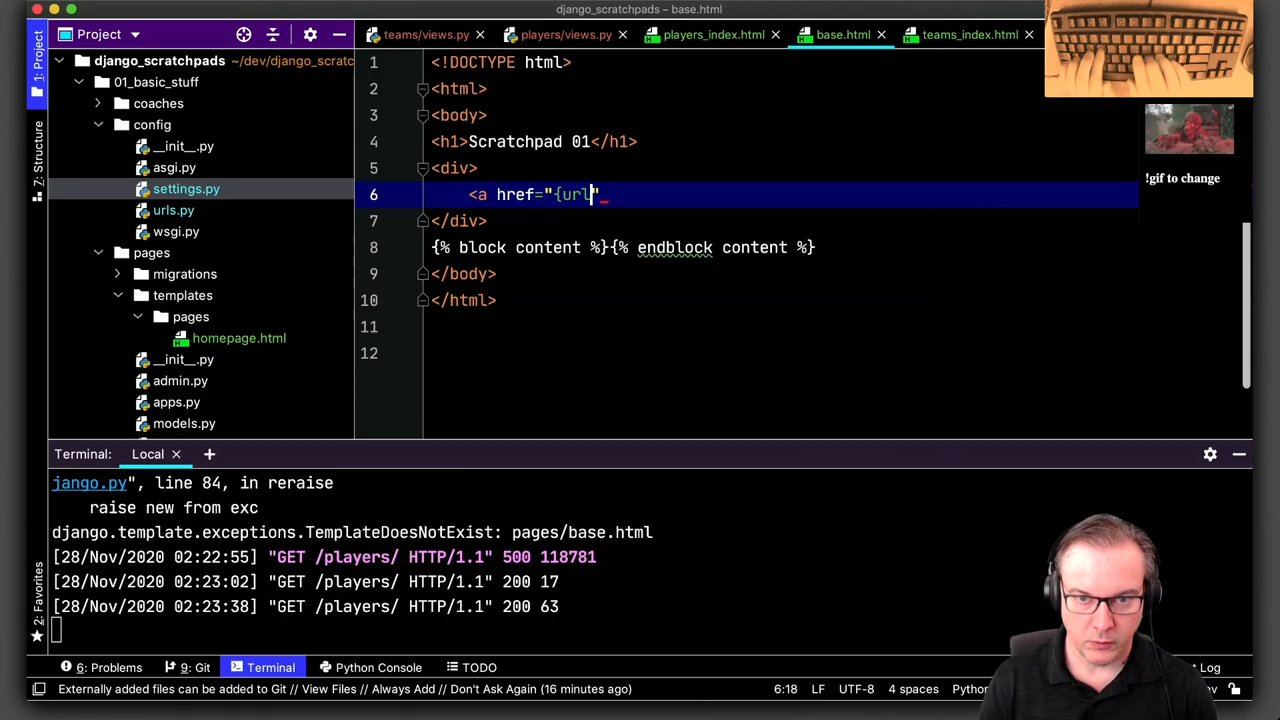 django_scratchpads – base.html
Project
teams/views.py
players/views.py
players_index.html
base.html
teams_index.html
1: Project
7: Structure
2: Favorites
django_scratchpads ~/dev/django_scratc
01_basic_stuff
coaches
config
__init__.py
asgi.py
settings.py
urls.py
wsgi.py
pages
migrations
templates
pages
homepage.html
__init__.py
admin.py
apps.py
models.py
1 <!DOCTYPE html>
2 <html>
3 <body>
4 <h1>Scratchpad 01</h1>
5 <div>
6 <a href="{url"
7 </div>
8 {% block content %}{% endblock content %}
9 </body>
10 </html>
11
12
!gif to change
Terminal: Local +
jango.py", line 84, in reraise
raise new from exc
django.template.exceptions.TemplateDoesNotExist: pages/base.html
[28/Nov/2020 02:22:55] "GET /players/ HTTP/1.1" 500 118781
[28/Nov/2020 02:23:02] "GET /players/ HTTP/1.1" 200 17
[28/Nov/2020 02:23:38] "GET /players/ HTTP/1.1" 200 63
6: Problems
9: Git
Terminal
Python Console
TODO
Log
Externally added files can be added to Git // View Files // Always Add // Don't Ask Again (16 minutes ago)
6:18 LF UTF-8 4 spaces